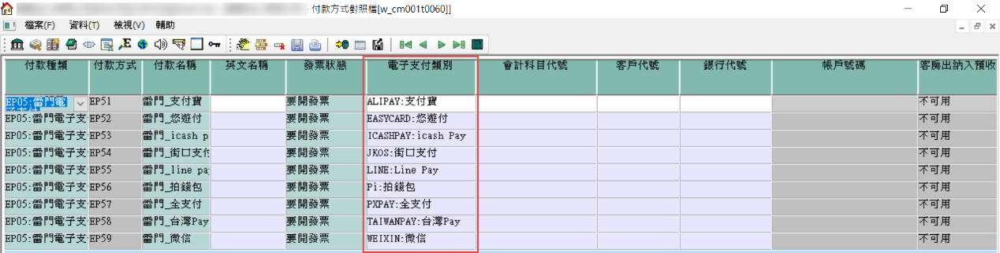 付款方式對照檔[w_cm001t0060]]
檔案(F) 資料(T) 檢視(V) 輔助
付款種類 付款方式 付款名稱 英文名稱 發票狀態 電子支付類別 會計科目代號 客戶代號 銀行代號 帳戶號碼 客房出納入預收
EP05:雷門電 EP51 雷門_支付寶 要開發票 ALIPAY:支付寶 不可用
EP05:雷門電子支 EP52 雷門_悠遊付 要開發票 EASYCARD:悠遊付 不可用
EP05:雷門電子支 EP53 雷門_icash p 要開發票 ICASHPAY:icash Pay 不可用
EP05:雷門電子支 EP54 雷門_街口支付 要開發票 JKOS:街口支付 不可用
EP05:雷門電子支 EP55 雷門_line pa 要開發票 LINE:Line Pay 不可用
EP05:雷門電子支 EP56 雷門_拍錢包 要開發票 Pi:拍錢包 不可用
EP05:雷門電子支 EP57 雷門_全支付 要開發票 PXPAY:全支付 不可用
EP05:雷門電子支 EP58 雷門_台灣Pay 要開發票 TAIWANPAY:台灣Pay 不可用
EP05:雷門電子支 EP59 雷門_微信 要開發票 WEIXIN:微信 不可用